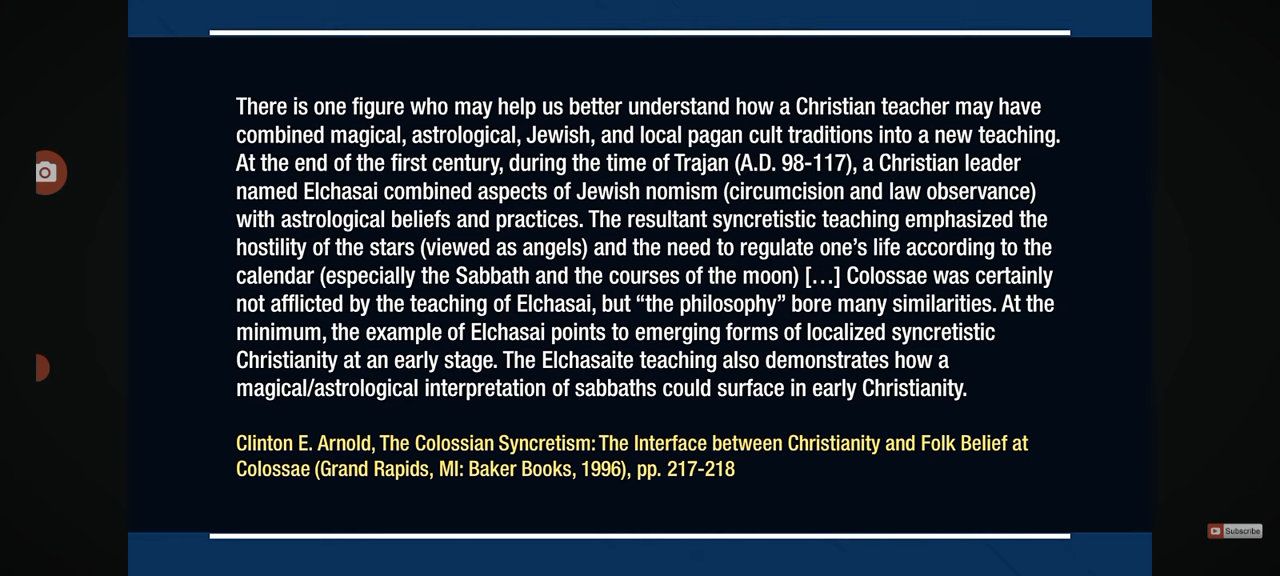 There is one figure who may help us better understand how a Christian teacher may have
combined magical, astrological, Jewish, and local pagan cult traditions into a new teaching.
At the end of the first century, during the time of Trajan (A.D. 98-117), a Christian leader
named Elchasai combined aspects of Jewish nomism (circumcision and law observance)
with astrological beliefs and practices. The resultant syncretistic teaching emphasized the
hostility of the stars (viewed as angels) and the need to regulate one's life according to the
calendar (especially the Sabbath and the courses of the moon) […] Colossae was certainly
not afflicted by the teaching of Elchasai, but “the philosophy” bore many similarities. At the
minimum, the example of Elchasai points to emerging forms of localized syncretistic
Christianity at an early stage. The Elchasaite teaching also demonstrates how a
magical/astrological interpretation of sabbaths could surface in early Christianity.
Clinton E. Arnold, The Colossian Syncretism: The Interface between Christianity and Folk Belief at
Colossae (Grand Rapids, MI: Baker Books, 1996), pp. 217-218
Subscribe